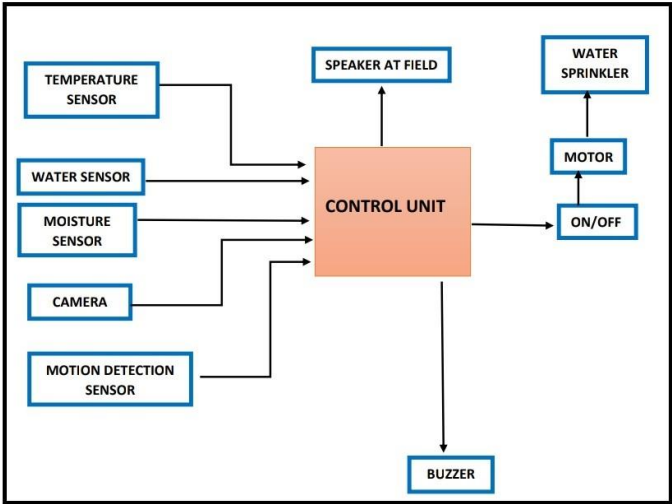 TEMPERATURE
SENSOR
SPEAKER AT FIELD
WATER
SPRINKLER
WATER SENSOR
MOISTURE
SENSOR
CONTROL UNIT
MOTOR
ON/OFF
CAMERA
MOTION DETECTION
SENSOR
BUZZER